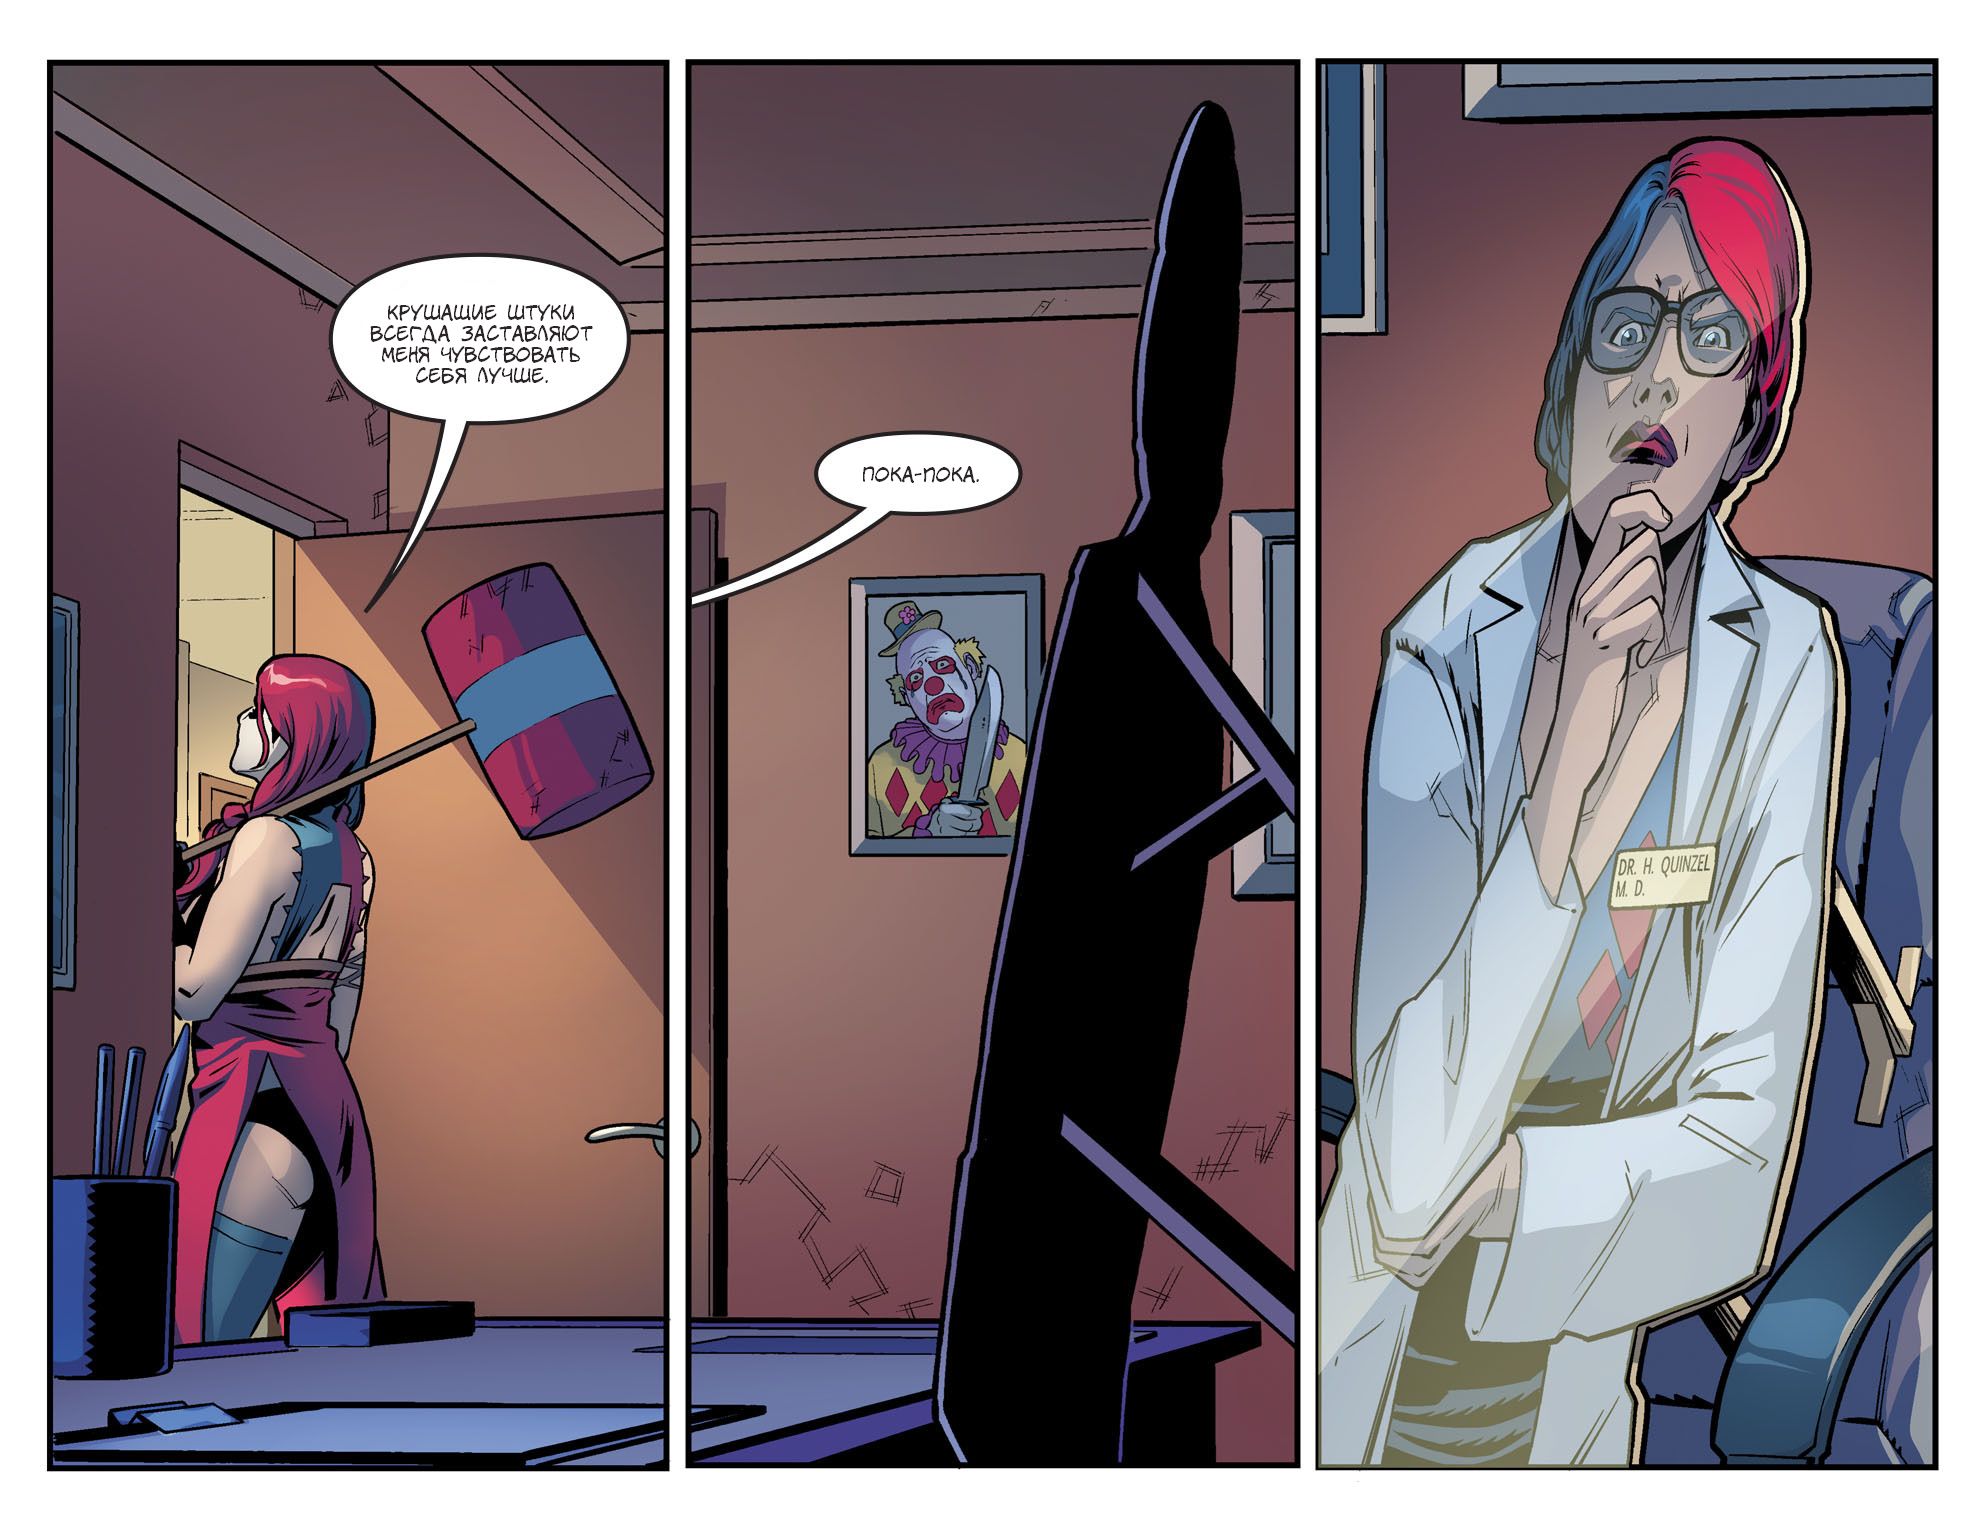 КРУШАЩИЕ ШТУКИ
ВСЕГДА ЗАСТАВЛЯЮТ
МЕНЯ ЧУВСТВОВАТЬ
СЕБЯ ЛУЧШЕ.
ПОКА-ПОКА.
DR. H. QUINZEL
M. D.